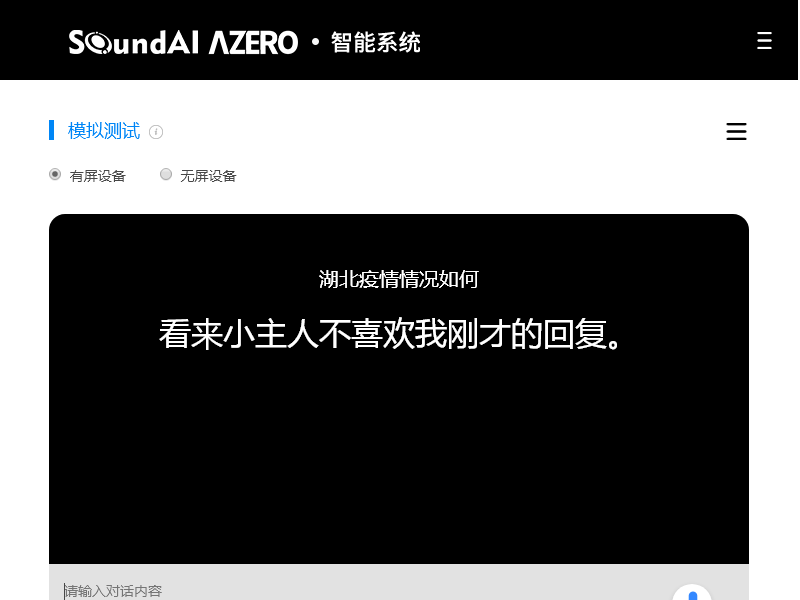 SoundAI AZERO · 智能系统
模拟测试
有屏设备 无屏设备
湖北疫情情况如何
看来小主人不喜欢我刚才的回复。
请输入对话内容